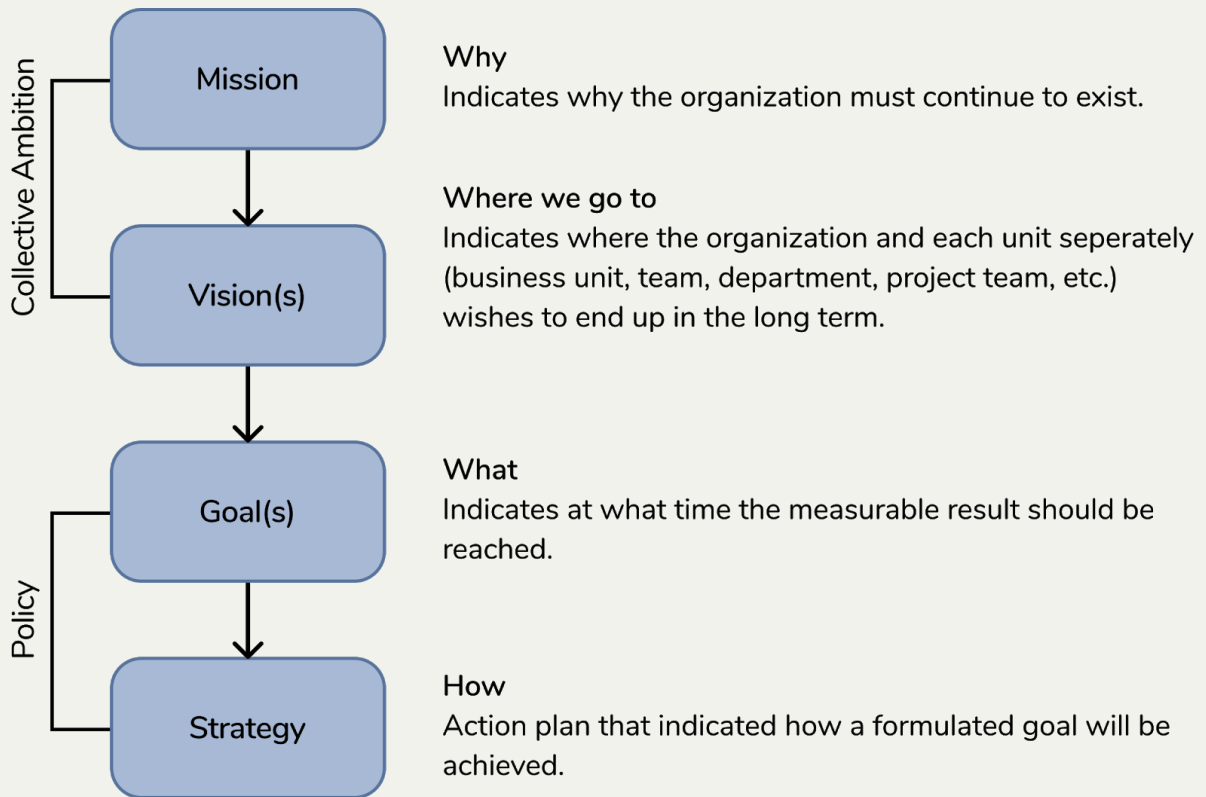 Collective Ambition
Mission
Why
Indicates why the organization must continue to exist.
Vision(s)
Where we go to
Indicates where the organization and each unit seperately
(business unit, team, department, project team, etc.)
wishes to end up in the long term.
Policy
Goal(s)
What
Indicates at what time the measurable result should be
reached.
Strategy
How
Action plan that indicated how a formulated goal will be
achieved.